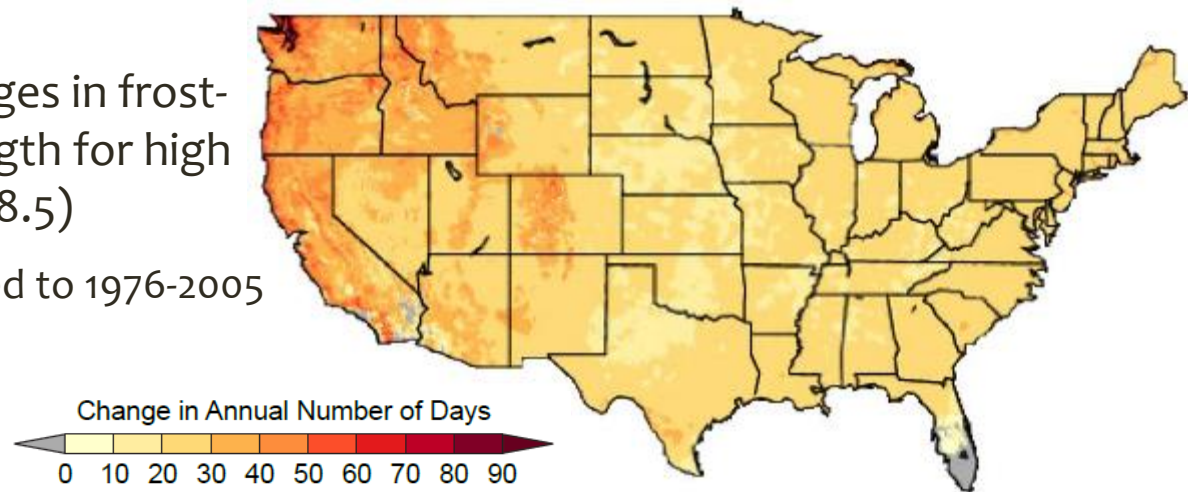 ges in frost-
gth for high
8.5)
d to 1976-2005
Change in Annual Number of Days
0 10 20 30 40 50 60 70 80 90